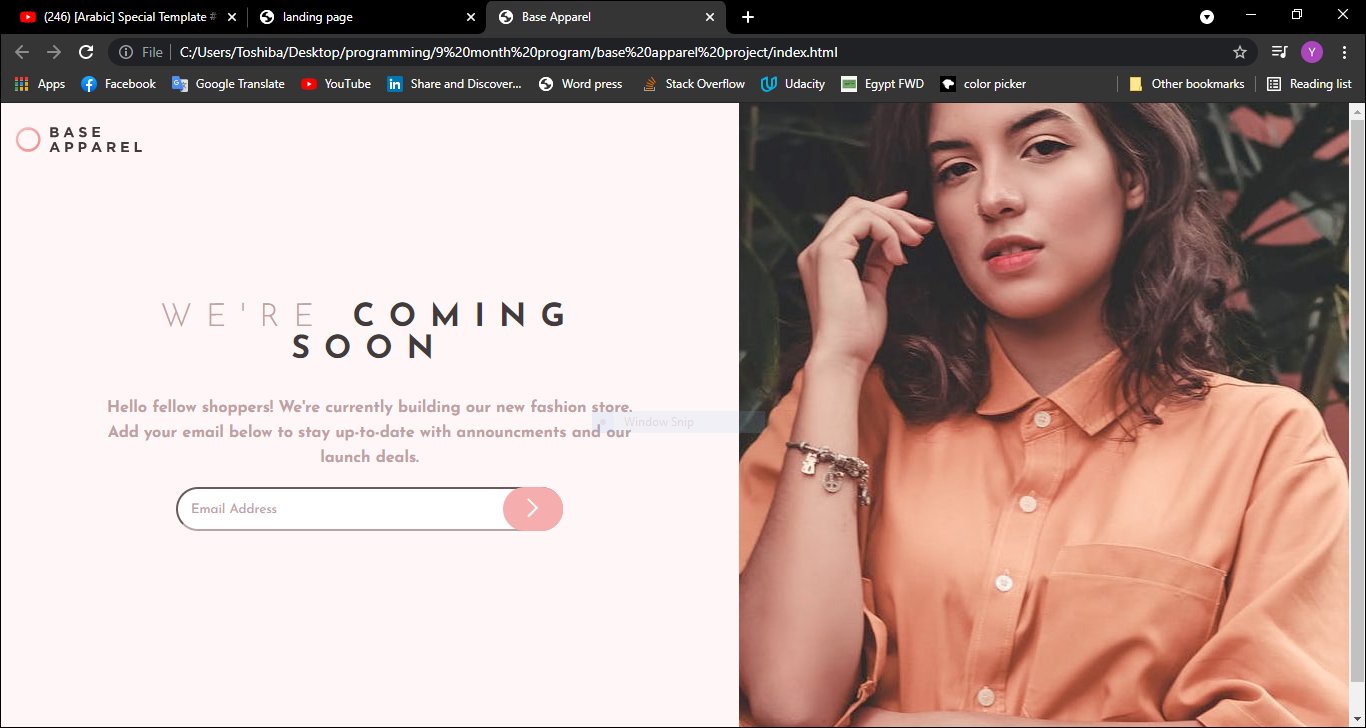 (246) [Arabic] Special Template #
landing page
Base Apparel
File
C:/Users/Toshiba/Desktop/programming/9%20month%20program/base%20apparel%20project/index.html
Y
Apps
Facebook
Google Translate
YouTube
Share and Discover...
Word press
Stack Overflow
Udacity
Egypt FWD
color picker
Other bookmarks
Reading list
BASE
APPAREL
WE'RE COMING
SOON
Hello fellow shoppers! We're currently building our new fashion store.
Add your email below to stay up-to-date with announcments and our
launch deals.
Window Snip
Email Address